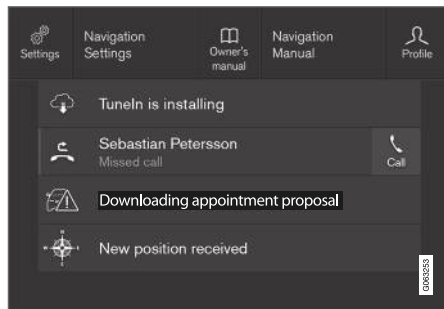 Settings
Navigation
Settings
Owner's
manual
Navigation
Manual
Profile
TuneIn is installing
Sebastian Petersson
Missed call
Call
Downloading appointment proposal
New position received
G063253